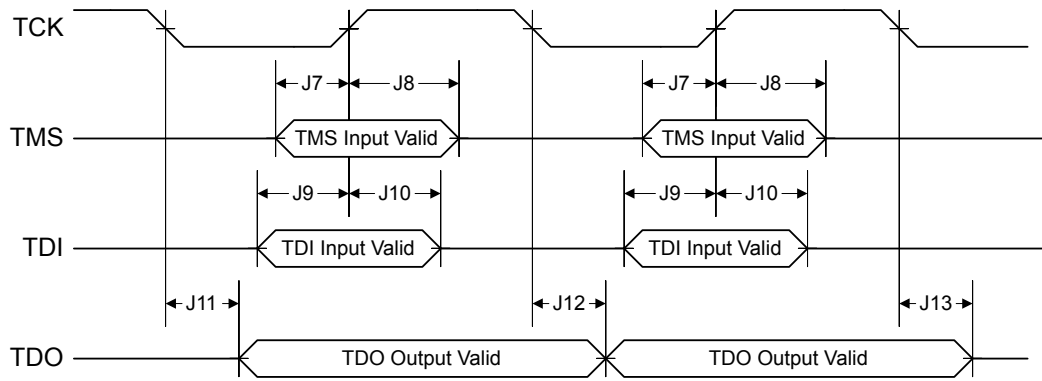 TCK
J7 J8 J7 J8
TMS TMS Input Valid TMS Input Valid
J9 J10 J9 J10
TDI TDI Input Valid TDI Input Valid
J11 J12 J13
TDO TDO Output Valid TDO Output Valid